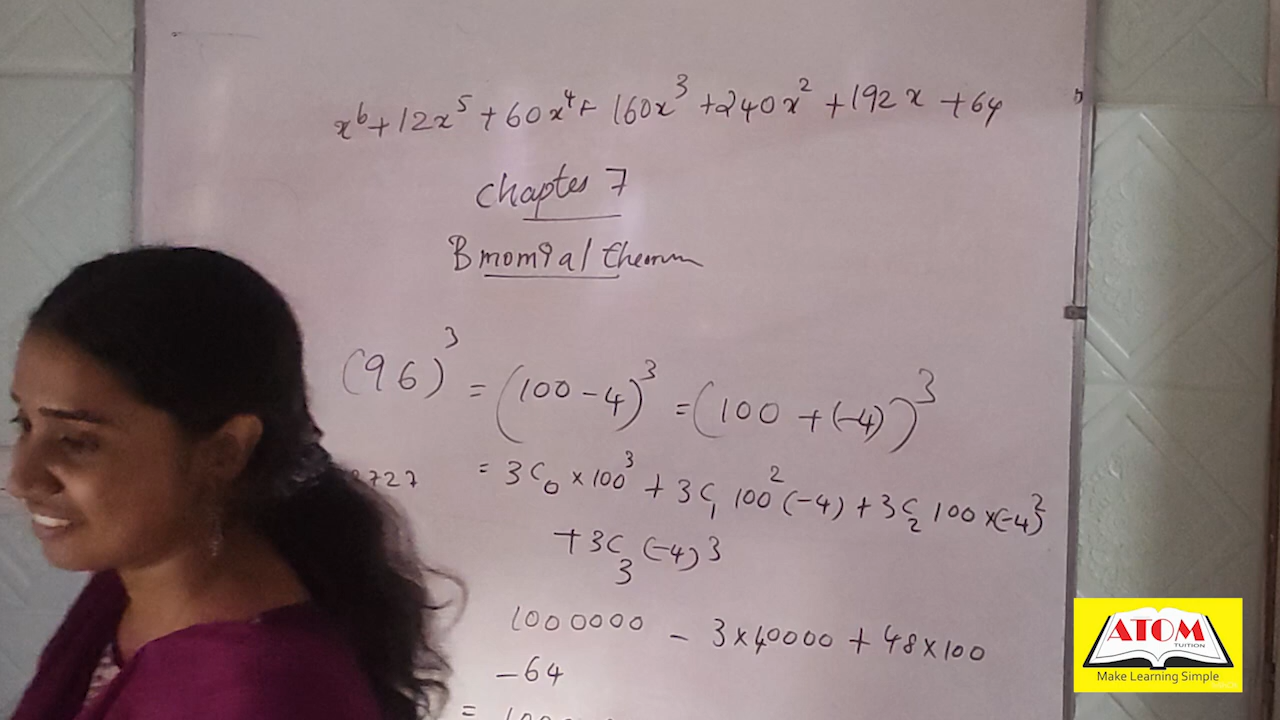 x⁶+12x⁵+60x⁴+160x³+240x²+192x+64
Chapter 7
Binomial theorem
(96)³ = (100-4)³ = (100+(-4))³
= 3C₀×100³+3C₁ 100²(-4)+3C₂ 100×(-4)²
+3C₃(-4)³
727
1000000 - 3×40000+48×100
-64
=
ATOM
TUITION
Make Learning Simple